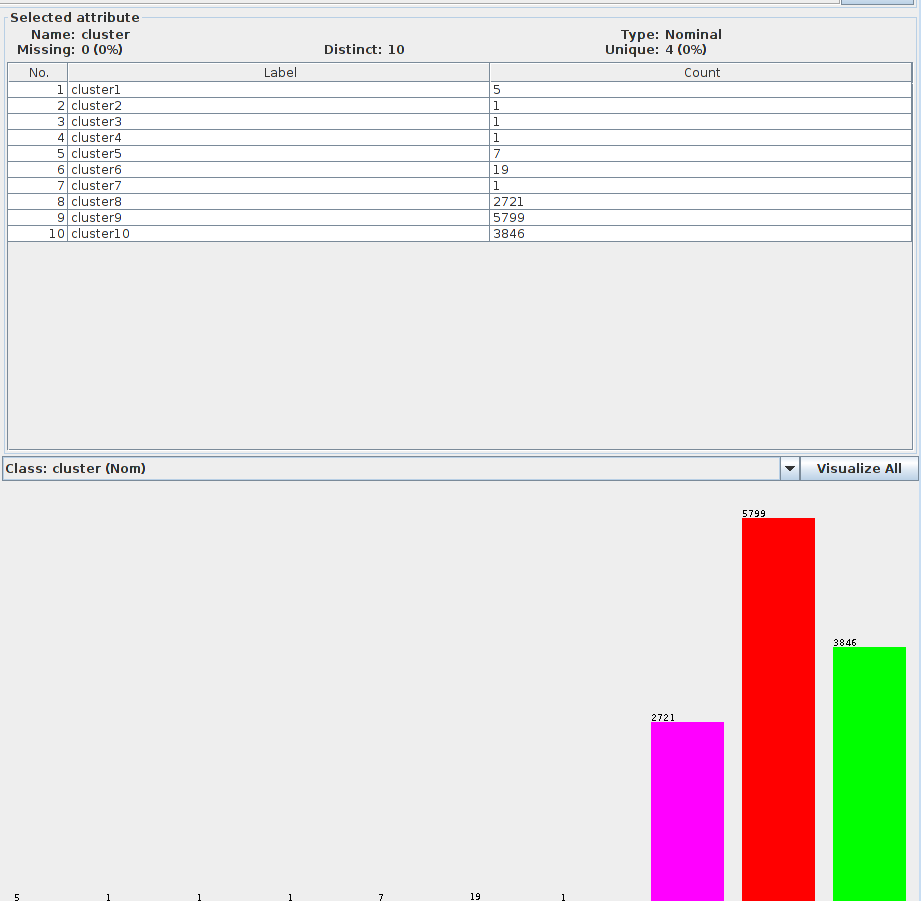 Selected attribute
Name: cluster Type: Nominal
Missing: 0 (0%) Distinct: 10 Unique: 4 (0%)
No. Label Count
1 cluster1 5
2 cluster2 1
3 cluster3 1
4 cluster4 1
5 cluster5 7
6 cluster6 19
7 cluster7 1
8 cluster8 2721
9 cluster9 5799
10 cluster10 3846
Class: cluster (Nom) Visualize All
5799
3846
2721
5 1 1 1 7 19 1